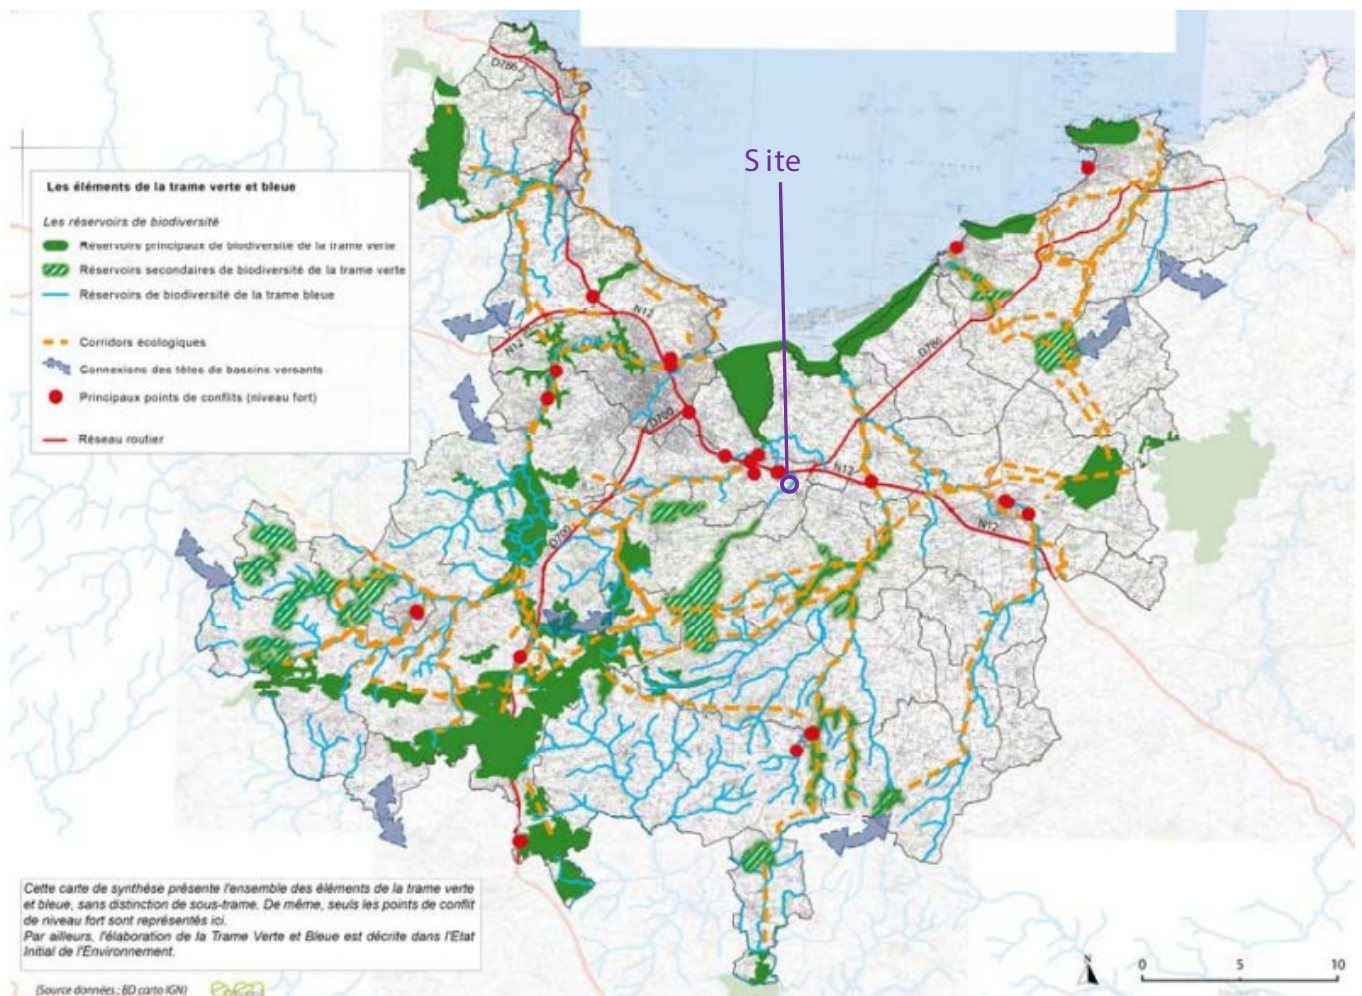 D786
Site
Les éléments de la trame verte et bleue
Les réservoirs de biodiversité
Réservoirs principaux de biodiversité de la trame verte
Réservoirs secondaires de biodiversité de la trame verte
Réservoirs de biodiversité de la trame bleue
Corridors écologiques
Connexions des têtes de bassins versants
Principaux points de conflits (niveau fort)
Réseau routier
N12
N12
D786
D700
N12
N12
D700
Cette carte de synthèse présente l'ensemble des éléments de la trame verte
et bleue, sans distinction de sous-trame. De même, seuls les points de conflit
de niveau fort sont représentés ici.
Par ailleurs, l'élaboration de la Trame Verte et Bleue est décrite dans l'Etat
Initial de l'Environnement.
N
0 5 10
(Source données : BD carto IGN)